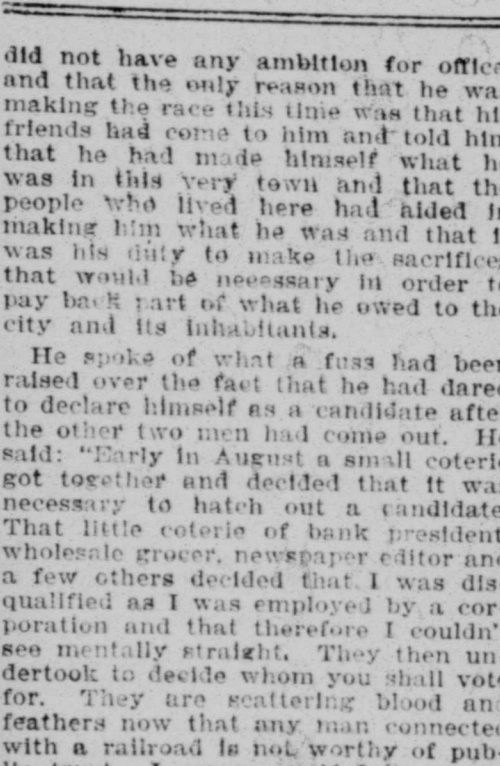 did not have any ambition for office
and that the only reason that he wa
making the race this time was that hi
friends had come to him and told him
that he had made himself what h
was in this very town and that th
people who lived here had aided in
making him what he was and that i
was his duty to make the sacrifices
that would be necessary in order t
pay back part of what he owed to the
city and its inhabitants.
He spoke of what a fuss had been
raised over the fact that he had dared
to declare himself as a candidate afte
the other two men had come out. He
said: "Early in August a small coterie
got together and decided that it wa
necessary to hatch out a candidate
That little coterie of bank president
wholesale grocer, newspaper editor and
a few others decided that I was dis
qualified as I was employed by a cor
poration and that therefore I couldn'
see mentally straight. They then un
dertook to decide whom you shall vote
for. They are scattering blood an
feathers now that any man connected
with a railroad is not worthy of pub